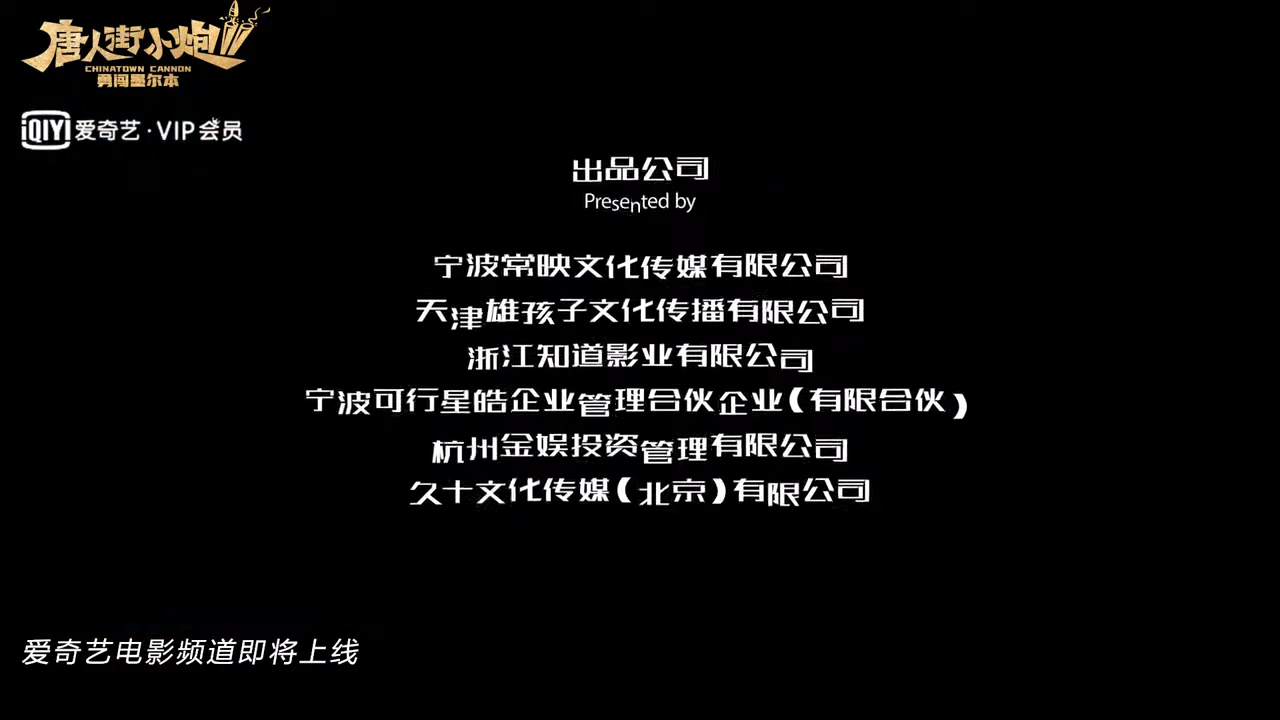 唐人街小炮
CHINATOWN CANNON
勇闯墨尔本
iQIYI 爱奇艺·VIP会员
出品公司
Presented by
宁波常映文化传媒有限公司
天津雄孩子文化传播有限公司
浙江知道影业有限公司
宁波可行星皓企业管理合伙企业(有限合伙)
杭州金娱投资管理有限公司
久十文化传媒(北京)有限公司
爱奇艺电影频道即将上线